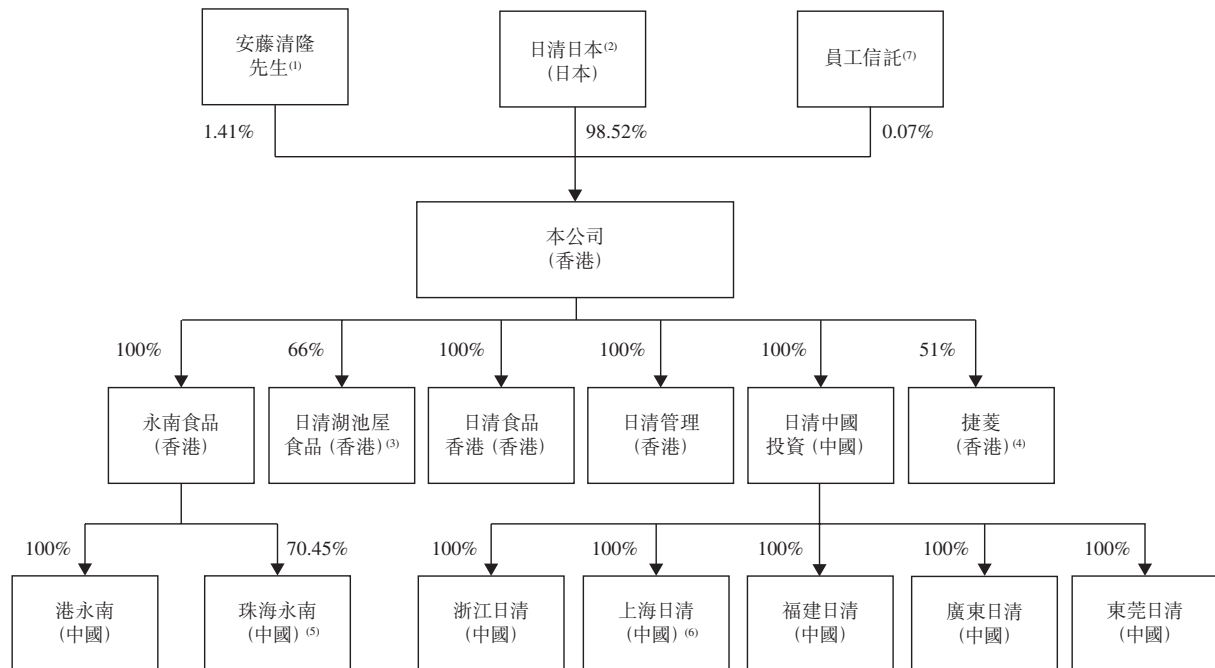 安藤清隆
先生(1)
日清日本(2)
(日本)
員工信託(7)
1.41%
98.52%
0.07%
本公司
(香港)
100%
66%
100%
100%
100%
51%
永南食品
(香港)
日清湖池屋
食品 (香港)(3)
日清食品
香港 (香港)
日清管理
(香港)
日清中國
投資 (中國)
捷菱
(香港)(4)
100%
70.45%
100%
100%
100%
100%
100%
港永南
(中國)
珠海永南
(中國)(5)
浙江日清
(中國)
上海日清
(中國)(6)
福建日清
(中國)
廣東日清
(中國)
東莞日清
(中國)